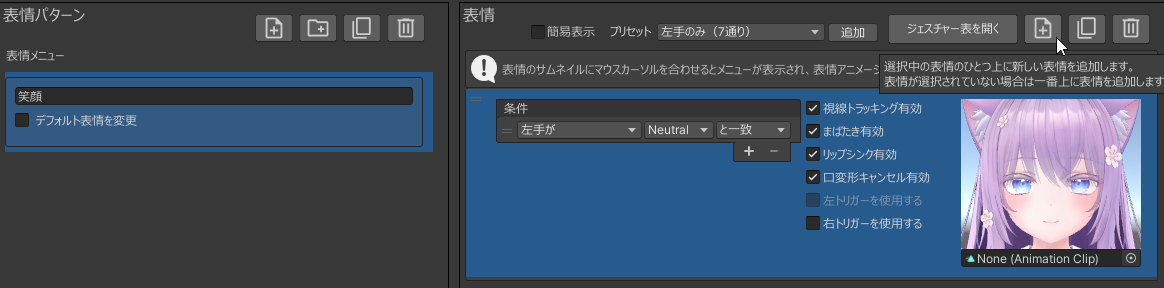 表情パターン
表情メニュー
笑顔
デフォルト表情を変更
表情
簡易表示 プリセット 左手のみ（7通り） 追加 ジェスチャー表を開く
表情のサムネイルにマウスカーソルを合わせるとメニューが表示され、表情アニメーシ
選択中の表情のひとつ上に新しい表情を追加します。
表情が選択されていない場合は一番上に表情を追加します
条件
左手が Neutral と一致
視線トラッキング有効
まばたき有効
リップシンク有効
口変形キャンセル有効
左トリガーを使用する
右トリガーを使用する
None (Animation Clip)